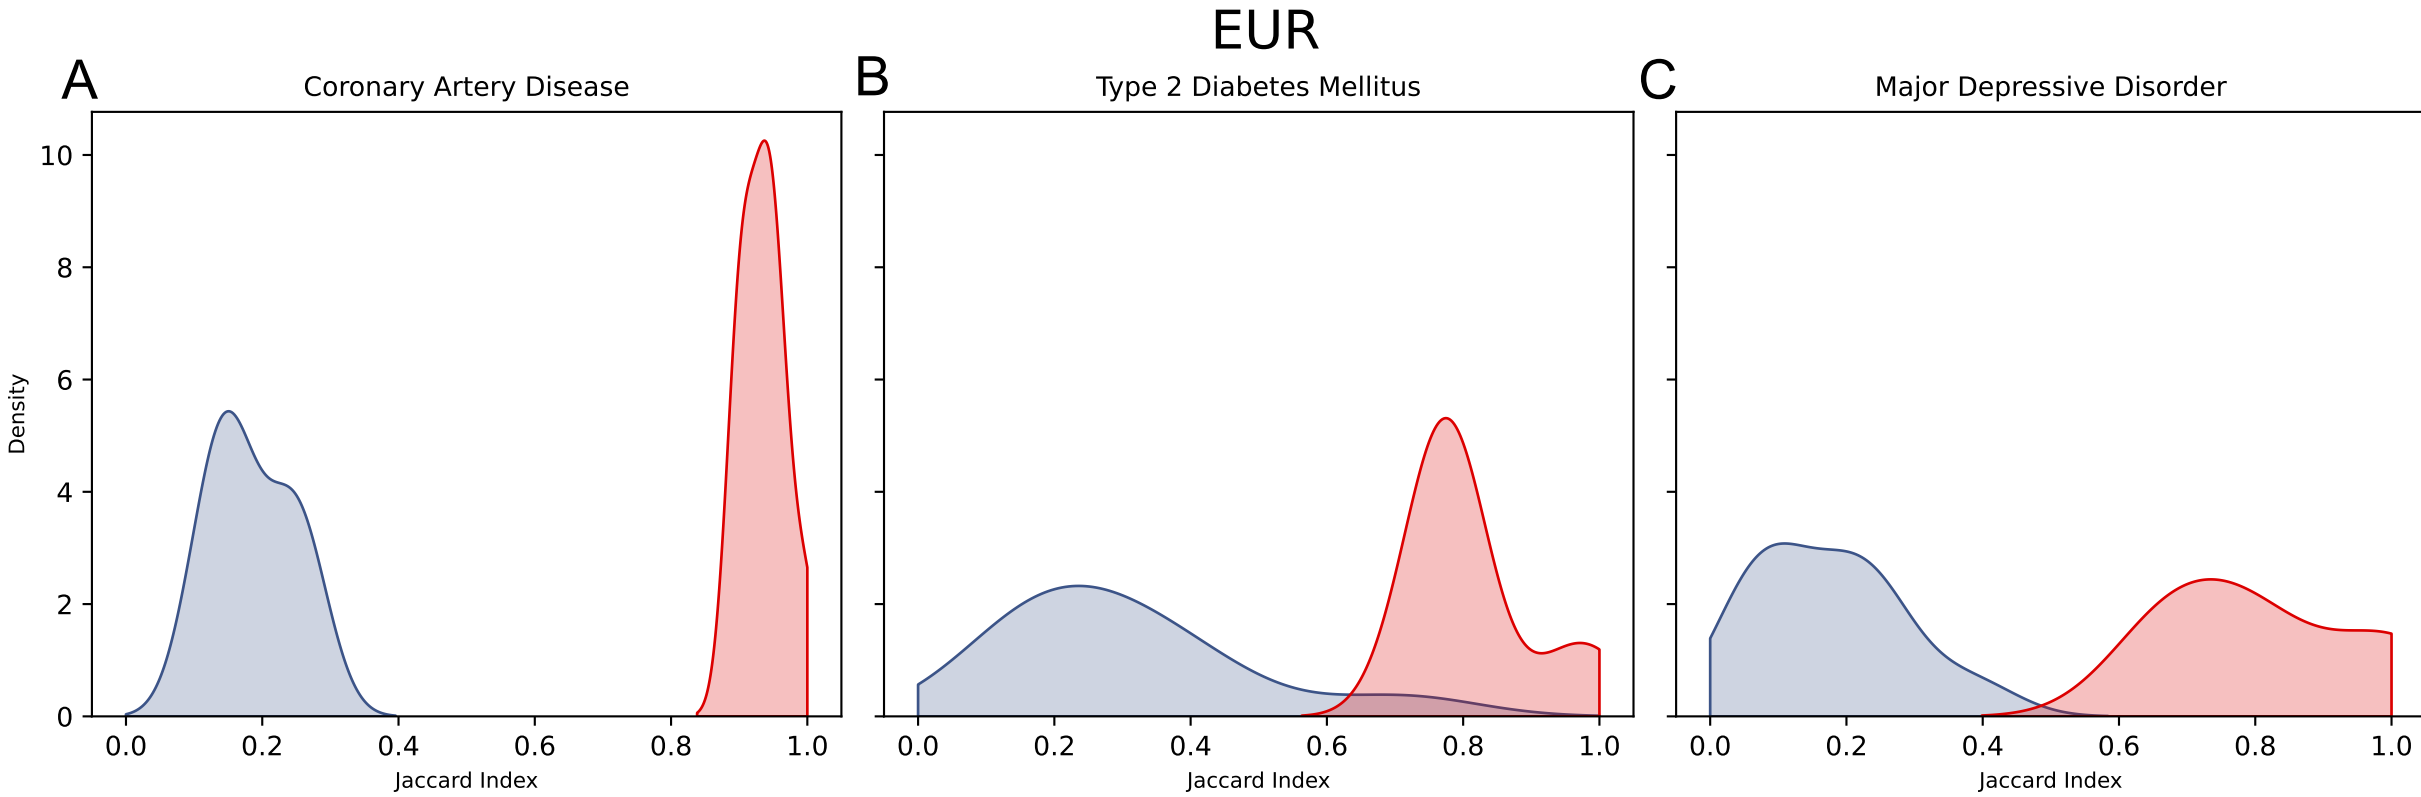 EUR
A
Coronary Artery Disease
B
Type 2 Diabetes Mellitus
C
Major Depressive Disorder
Density
10
8
6
4
2
0
0.0 0.2 0.4 0.6 0.8 1.0
Jaccard Index
0.0 0.2 0.4 0.6 0.8 1.0
Jaccard Index
0.0 0.2 0.4 0.6 0.8 1.0
Jaccard Index